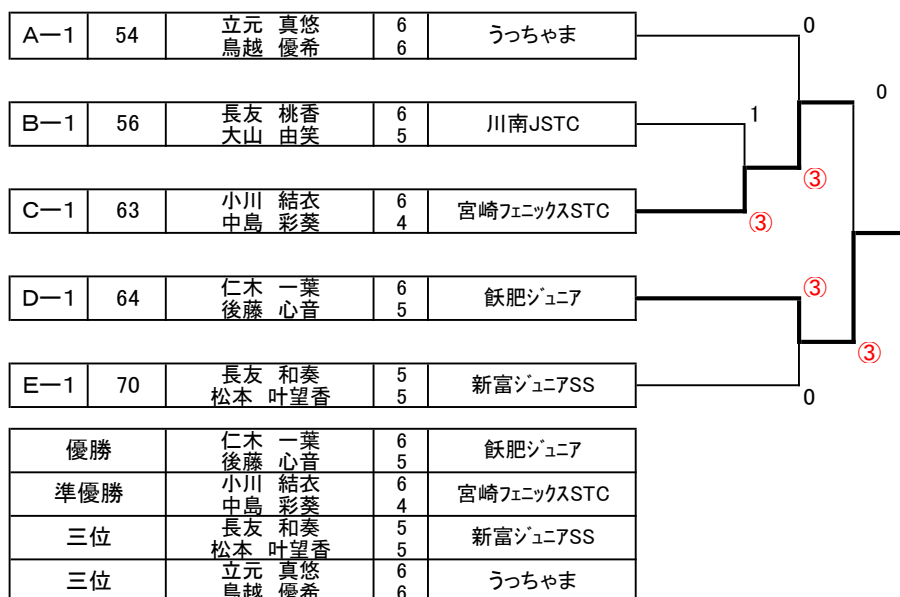 A－1 54 立元 真悠 6 うっちゃま 0
鳥越 優希 6
0
B－1 56 長友 桃香 6 川南JSTC 1
大山 由笑 5
③
C－1 63 小川 結衣 6 宮崎フェニックスSTC ③
中島 彩葵 4
D－1 64 仁木 一葉 6 飫肥ジュニア ③
後藤 心音 5
③
E－1 70 長友 和奏 5 新富ジュニアSS 0
松本 叶望香 5
優勝 仁木 一葉 6 飫肥ジュニア
後藤 心音 5
準優勝 小川 結衣 6 宮崎フェニックスSTC
中島 彩葵 4
三位 長友 和奏 5 新富ジュニアSS
松本 叶望香 5
三位 立元 真悠 6 うっちゃま
鳥越 優希 6